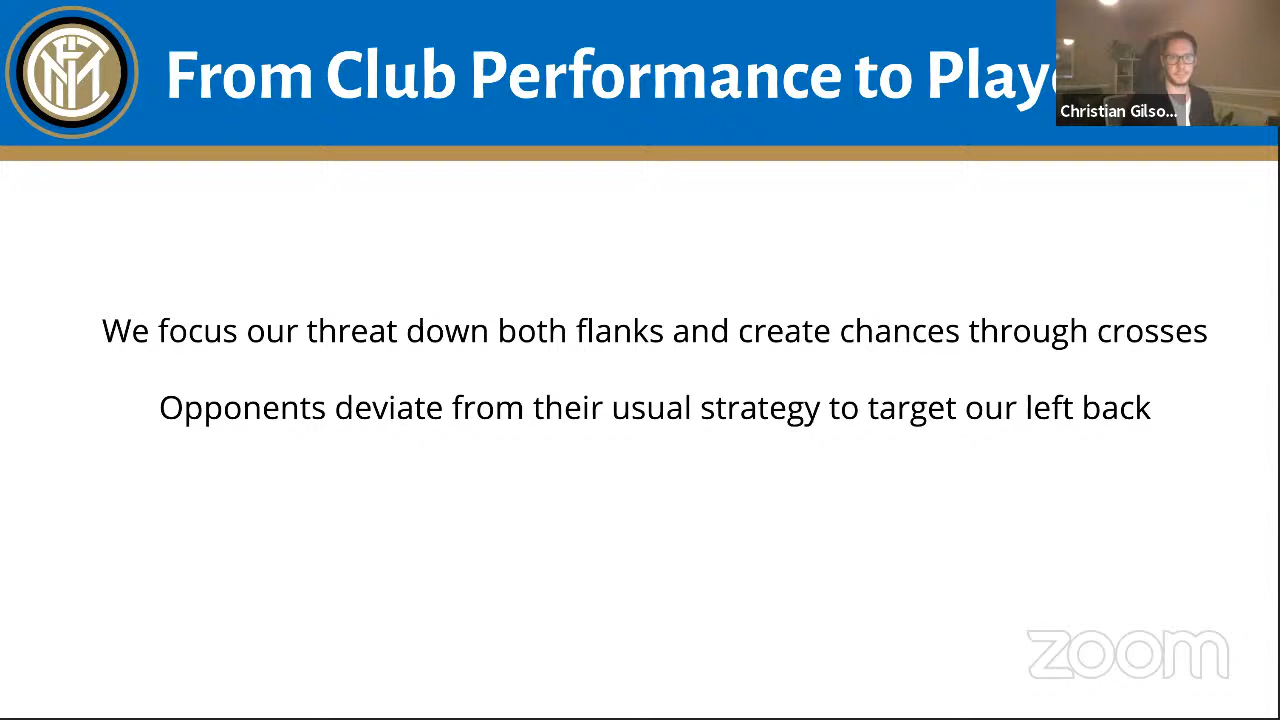 From Club Performance to Playe
Christian Gilso...
We focus our threat down both flanks and create chances through crosses
Opponents deviate from their usual strategy to target our left back
zoom